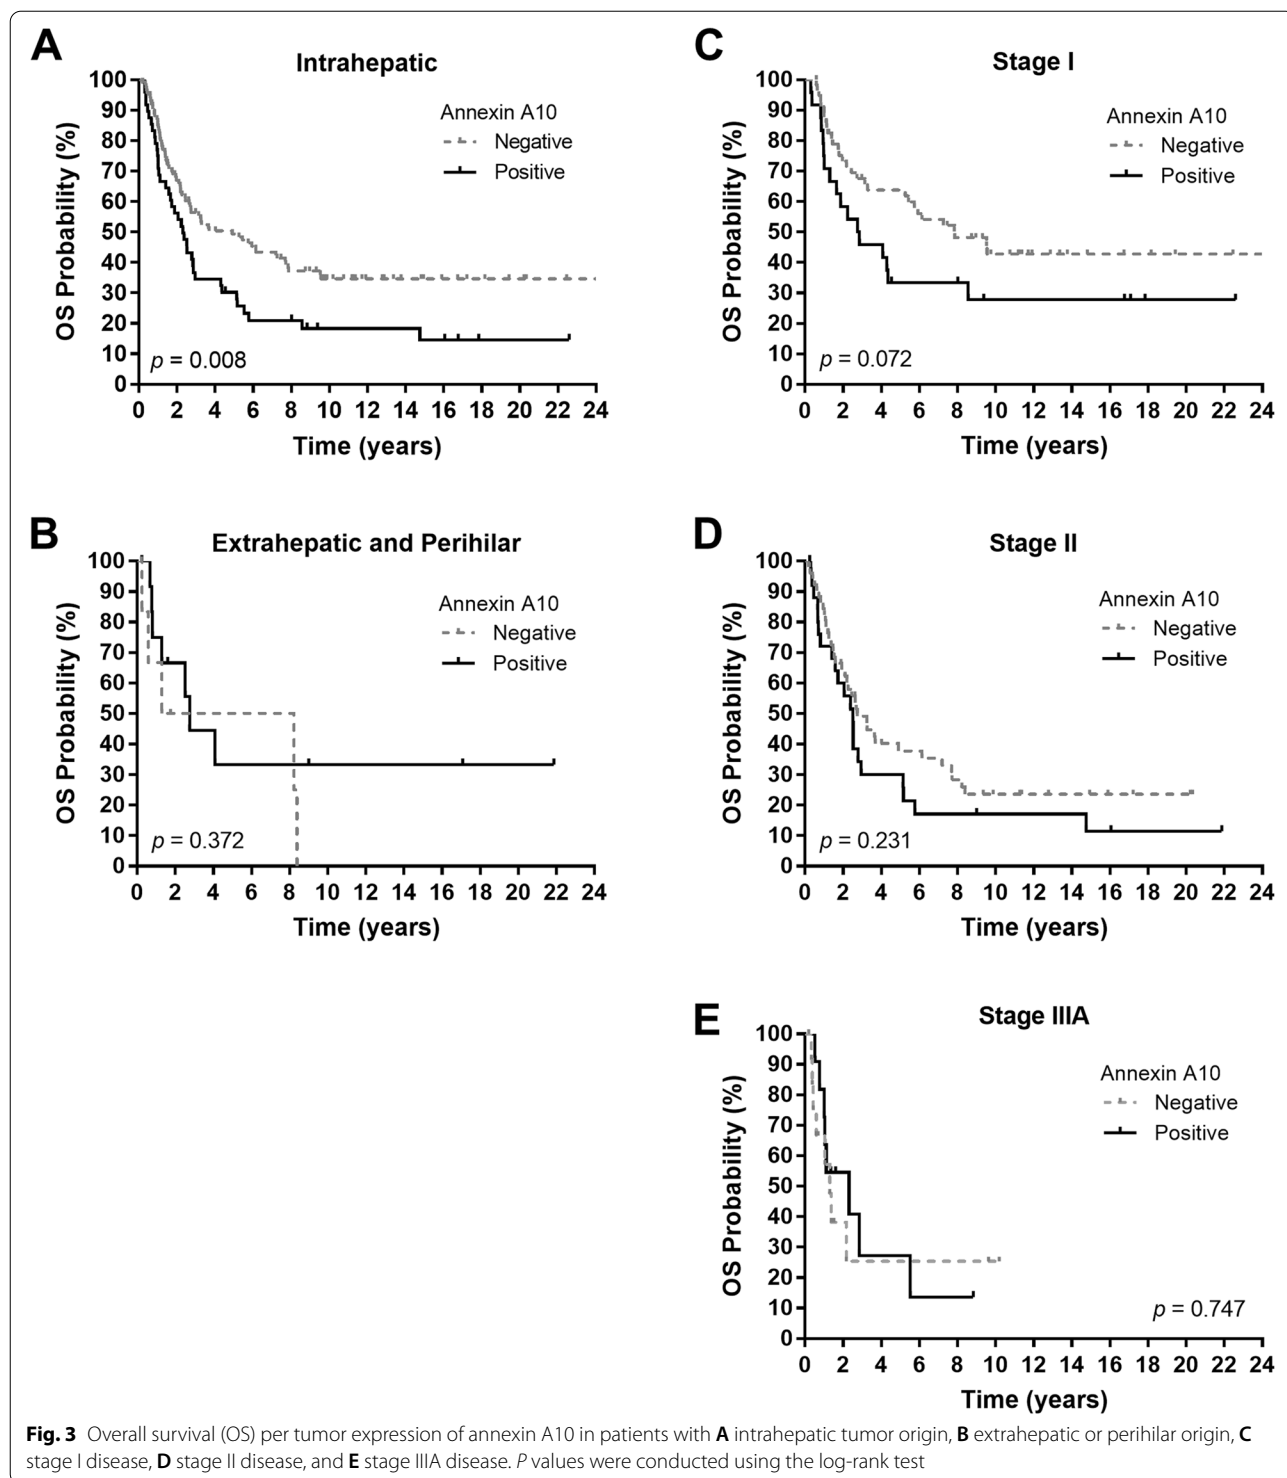 A
Intrahepatic
OS Probability (%)
100
90
80
70
60
50
40
30
20
10
0
Annexin A10
Negative
Positive
p = 0.008
0 2 4 6 8 10 12 14 16 18 20 22 24
Time (years)
C
Stage I
OS Probability (%)
100
90
80
70
60
50
40
30
20
10
0
Annexin A10
Negative
Positive
p = 0.072
0 2 4 6 8 10 12 14 16 18 20 22 24
Time (years)
B
Extrahepatic and Perihilar
OS Probability (%)
100
90
80
70
60
50
40
30
20
10
0
Annexin A10
Negative
Positive
p = 0.372
0 2 4 6 8 10 12 14 16 18 20 22 24
Time (years)
D
Stage II
OS Probability (%)
100
90
80
70
60
50
40
30
20
10
0
Annexin A10
Negative
Positive
p = 0.231
0 2 4 6 8 10 12 14 16 18 20 22 24
Time (years)
E
Stage IIIA
OS Probability (%)
100
90
80
70
60
50
40
30
20
10
0
Annexin A10
Negative
Positive
p = 0.747
0 2 4 6 8 10 12 14 16 18 20 22 24
Time (years)
Fig. 3 Overall survival (OS) per tumor expression of annexin A10 in patients with A intrahepatic tumor origin, B extrahepatic or perihilar origin, C
stage I disease, D stage II disease, and E stage IIIA disease. P values were conducted using the log-rank test